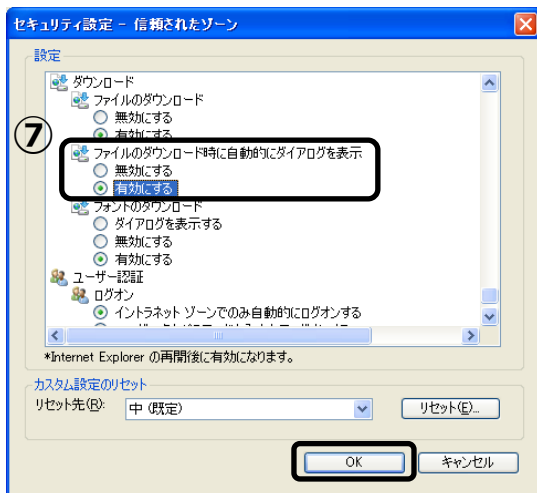 セキュリティ設定 - 信頼されたゾーン
設定
ダウンロード
ファイルのダウンロード
無効にする
有効にする
⑦
ファイルのダウンロード時に自動的にダイアログを表示
無効にする
有効にする
フォントのダウンロード
ダイアログを表示する
無効にする
有効にする
ユーザー認証
ログオン
イントラネット ゾーンでのみ自動的にログオンする
*Internet Explorer の再開後に有効になります。
カスタム設定のリセット
リセット先(R):
中 (既定)
リセット(E)...
OK
キャンセル